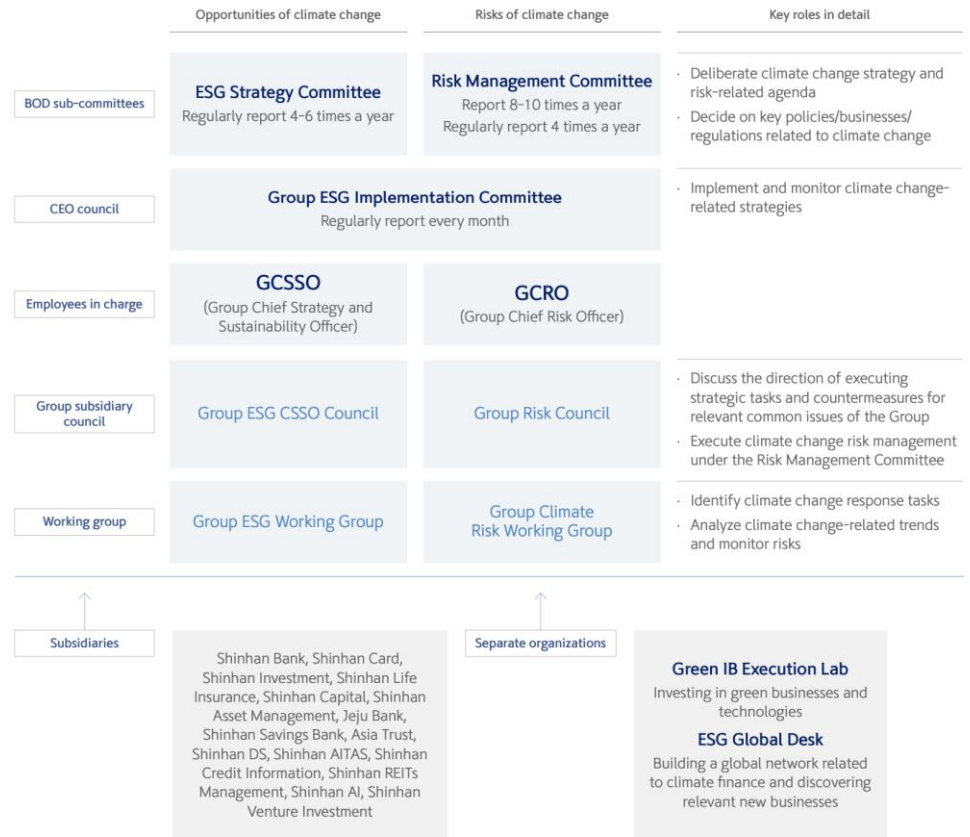 Opportunities of climate change
Risks of climate change
Key roles in detail
BOD sub-committees
ESG Strategy Committee
Regularly report 4-6 times a year
Risk Management Committee
Report 8-10 times a year
Regularly report 4 times a year
· Deliberate climate change strategy and
risk-related agenda
· Decide on key policies/businesses/
regulations related to climate change
CEO council
Group ESG Implementation Committee
Regularly report every month
· Implement and monitor climate change-
related strategies
Employees in charge
GCSSO
(Group Chief Strategy and
Sustainability Officer)
GCRO
(Group Chief Risk Officer)
Group subsidiary
council
Group ESG CSSO Council
Group Risk Council
· Discuss the direction of executing
strategic tasks and countermeasures for
relevant common issues of the Group
· Execute climate change risk management
under the Risk Management Committee
Working group
Group ESG Working Group
Group Climate
Risk Working Group
· Identify climate change response tasks
· Analyze climate change-related trends
and monitor risks
Subsidiaries
Shinhan Bank, Shinhan Card,
Shinhan Investment, Shinhan Life
Insurance, Shinhan Capital, Shinhan
Asset Management, Jeju Bank,
Shinhan Savings Bank, Asia Trust,
Shinhan DS, Shinhan AITAS, Shinhan
Credit Information, Shinhan REITs
Management, Shinhan AI, Shinhan
Venture Investment
Separate organizations
Green IB Execution Lab
Investing in green businesses and
technologies
ESG Global Desk
Building a global network related
to climate finance and discovering
relevant new businesses